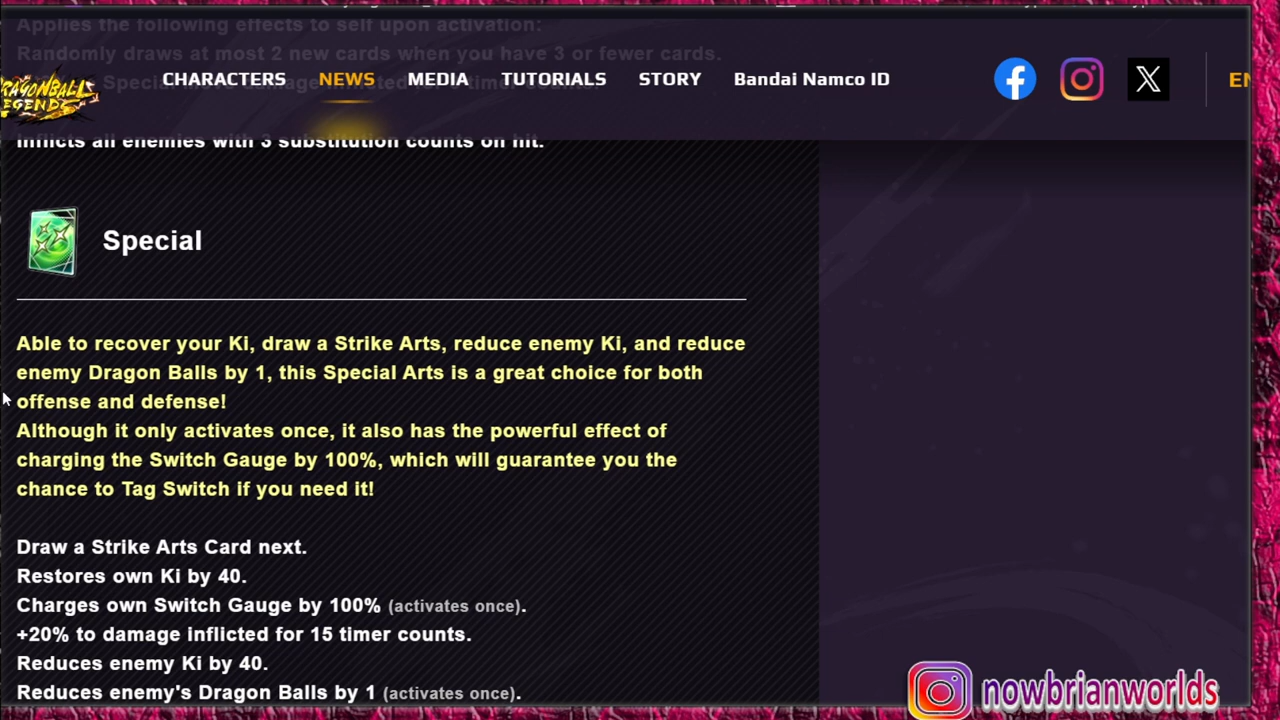 Applies the following effects to self upon activation:
Randomly draws at most 2 new cards when you have 3 or fewer cards.
DRAGONBALL
LEGENDS
CHARACTERS
NEWS
MEDIA
TUTORIALS
STORY
Bandai Namco ID
EN
inflicts all enemies with 3 substitution counts on hit.
Special
Able to recover your Ki, draw a Strike Arts, reduce enemy Ki, and reduce
enemy Dragon Balls by 1, this Special Arts is a great choice for both
offense and defense!
Although it only activates once, it also has the powerful effect of
charging the Switch Gauge by 100%, which will guarantee you the
chance to Tag Switch if you need it!
Draw a Strike Arts Card next.
Restores own Ki by 40.
Charges own Switch Gauge by 100% (activates once).
+20% to damage inflicted for 15 timer counts.
Reduces enemy Ki by 40.
Reduces enemy's Dragon Balls by 1 (activates once).
nowbrianworlds